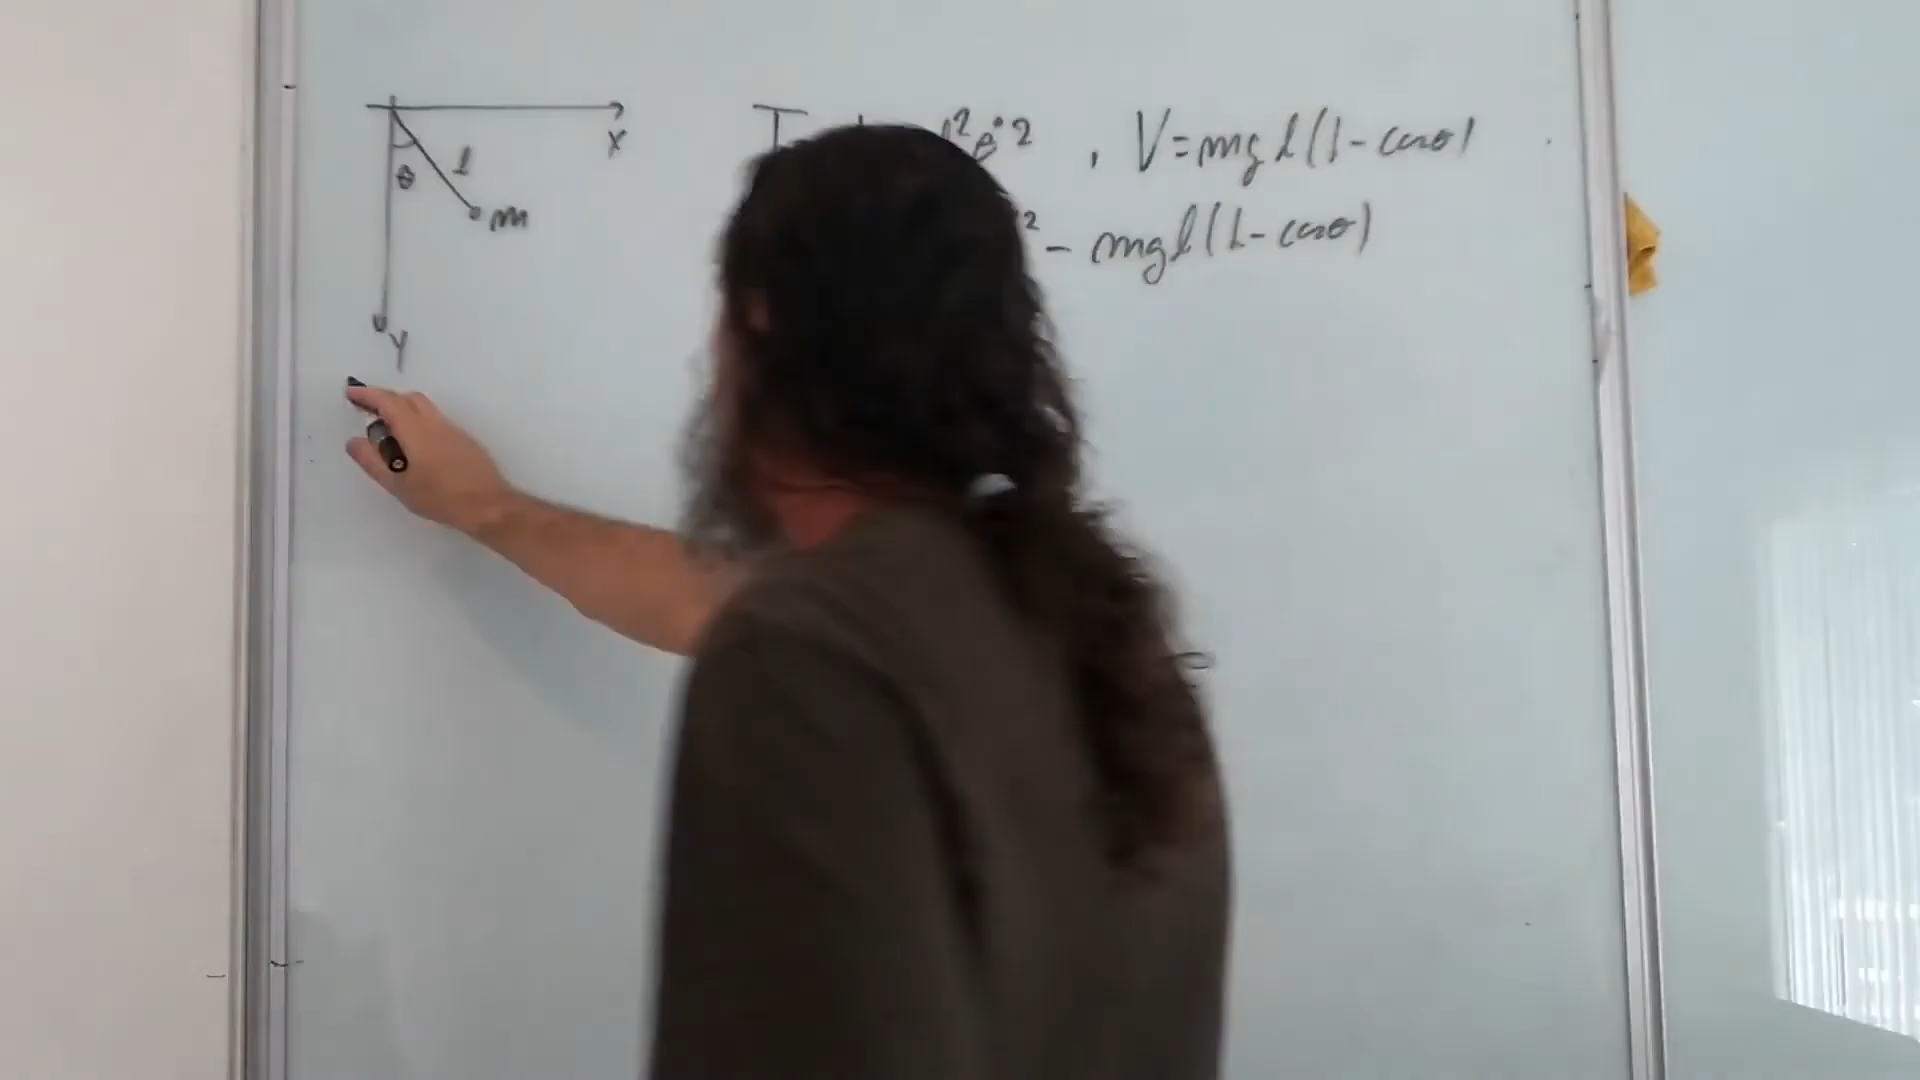 x
θ
l
m
y
T l²θ̇², V=mgl(1-cosθ)
² - mgl(1-cosθ)